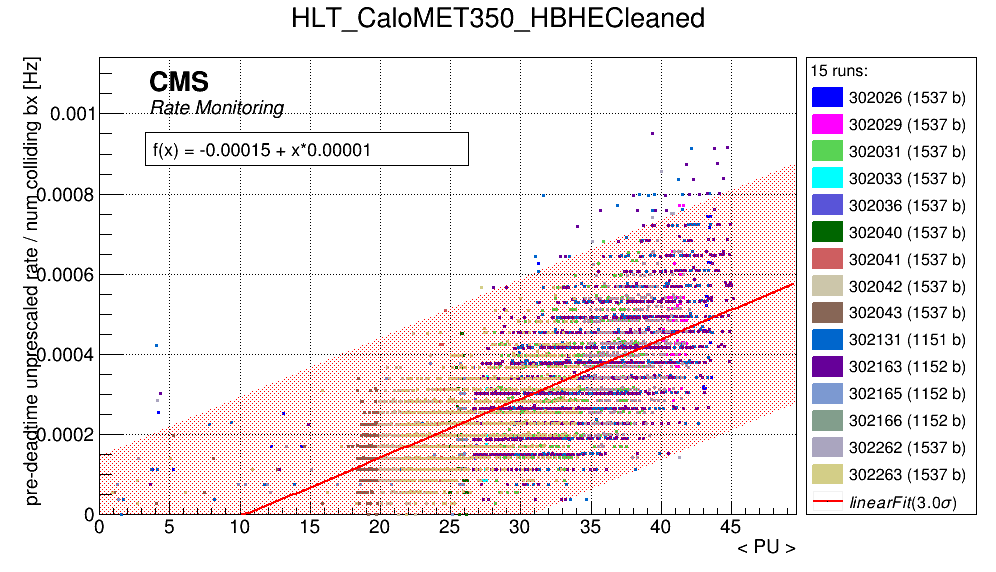 HLT_CaloMET350_HBHECleaned
CMS
Rate Monitoring
f(x) = -0.00015 + x*0.00001
pre-deadtime unprescaled rate / num colliding bx [Hz]
0.001
0.0008
0.0006
0.0004
0.0002
0
0 5 10 15 20 25 30 35 40 45
< PU >
15 runs:
302026 (1537 b)
302029 (1537 b)
302031 (1537 b)
302033 (1537 b)
302036 (1537 b)
302040 (1537 b)
302041 (1537 b)
302042 (1537 b)
302043 (1537 b)
302131 (1151 b)
302163 (1152 b)
302165 (1152 b)
302166 (1152 b)
302262 (1537 b)
302263 (1537 b)
linearFit(3.0σ)